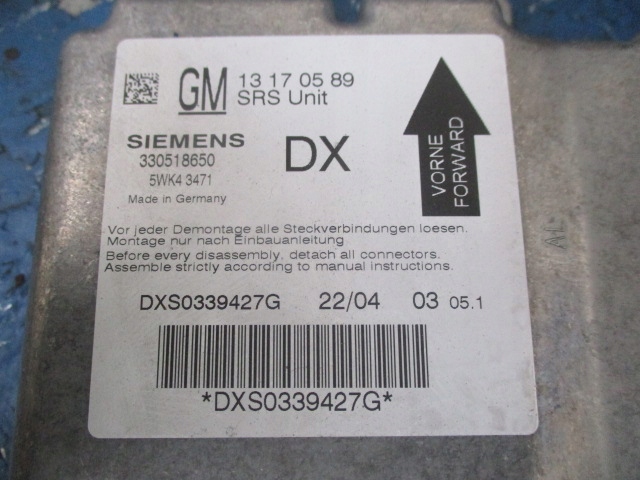 GM 13 17 05 89
SRS Unit
SIEMENS
330518650
5WK4 3471
Made in Germany
DX
VORNE
FORWARD
Vor jeder Demontage alle Steckverbindungen loesen.
Montage nur nach Einbauanleitung
Before every disassembly, detach all connectors.
Assemble strictly according to manual instructions.
DXS0339427G 22/04 03 05.1
*DXS0339427G*
AL